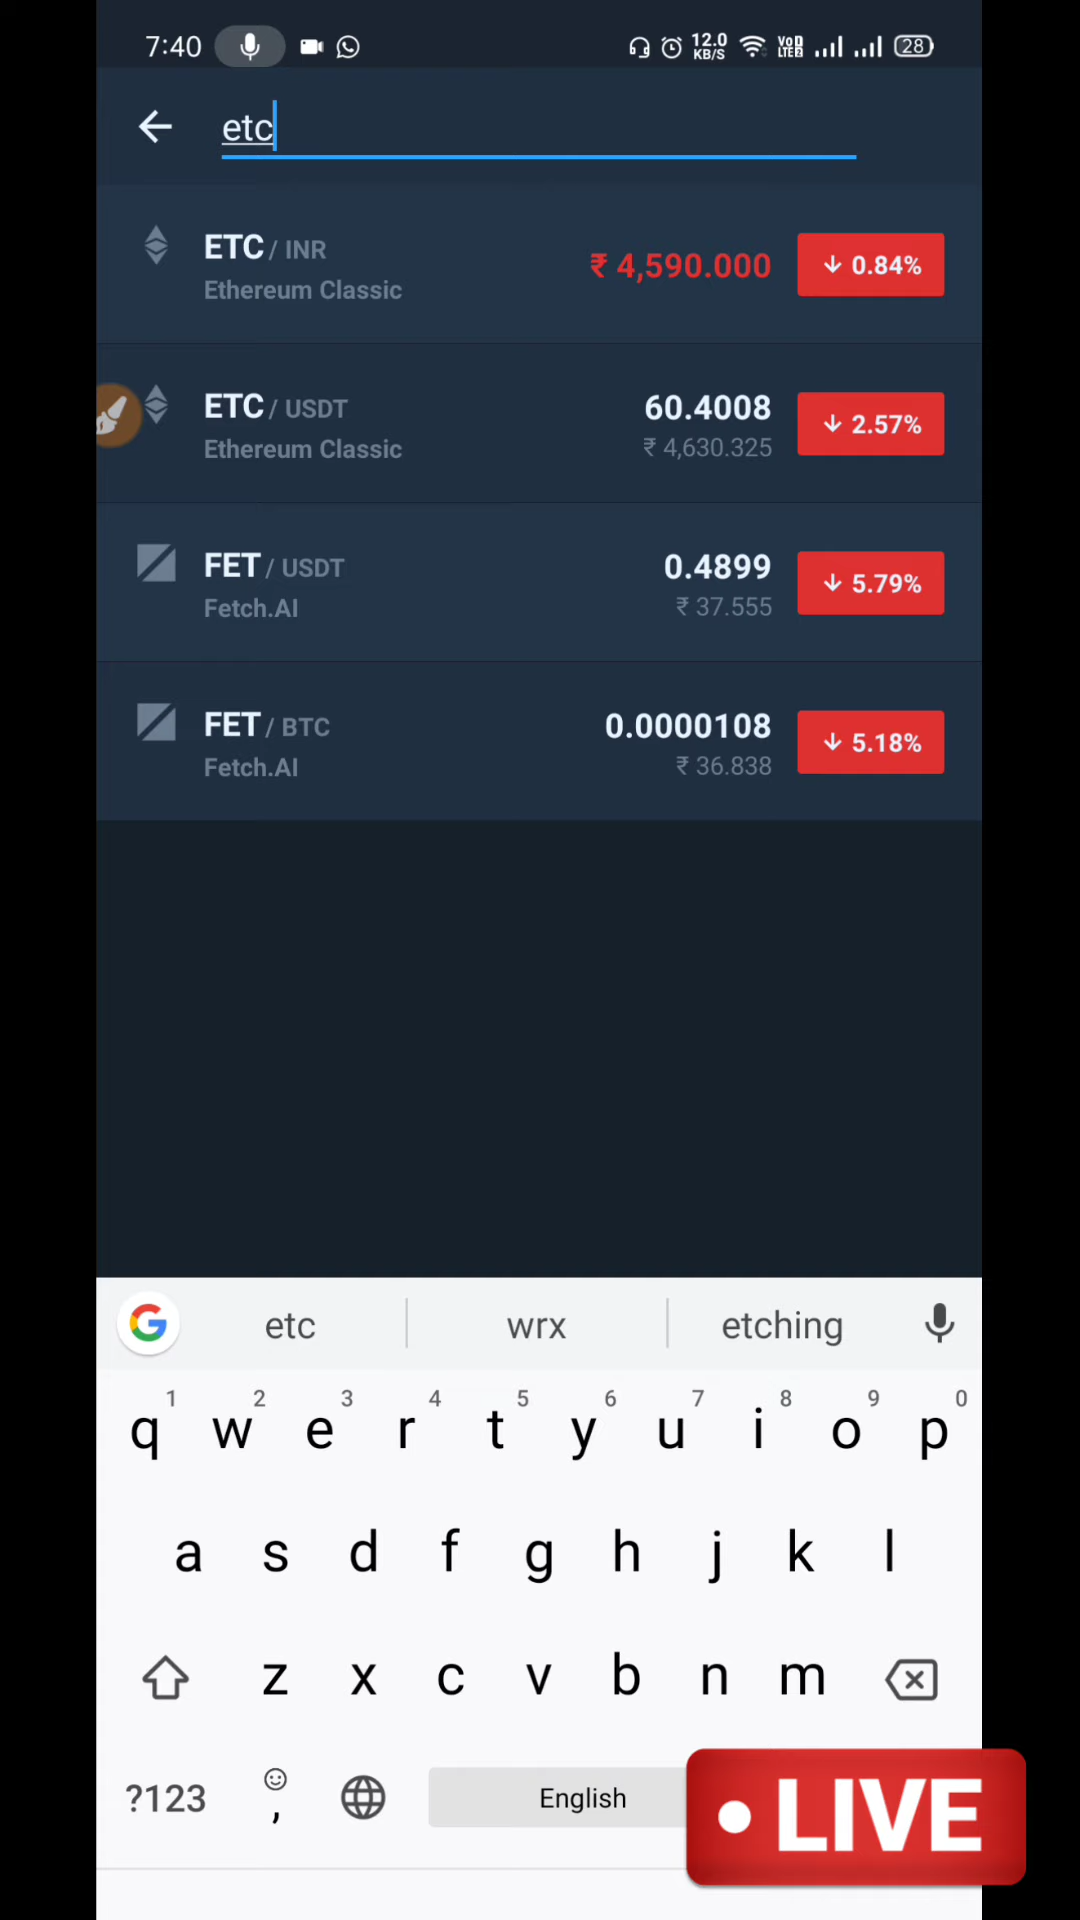 7:40 12.0 KB/S VoD LTE2 28
etc
ETC / INR ₹ 4,590.000 ↓ 0.84%
Ethereum Classic
ETC / USDT 60.4008 ↓ 2.57%
Ethereum Classic ₹ 4,630.325
FET / USDT 0.4899 ↓ 5.79%
Fetch.AI ₹ 37.555
FET / BTC 0.0000108 ↓ 5.18%
Fetch.AI ₹ 36.838
G etc wrx etching
1 2 3 4 5 6 7 8 9 0
q w e r t y u i o p
a s d f g h j k l
z x c v b n m
?123 , English
LIVE